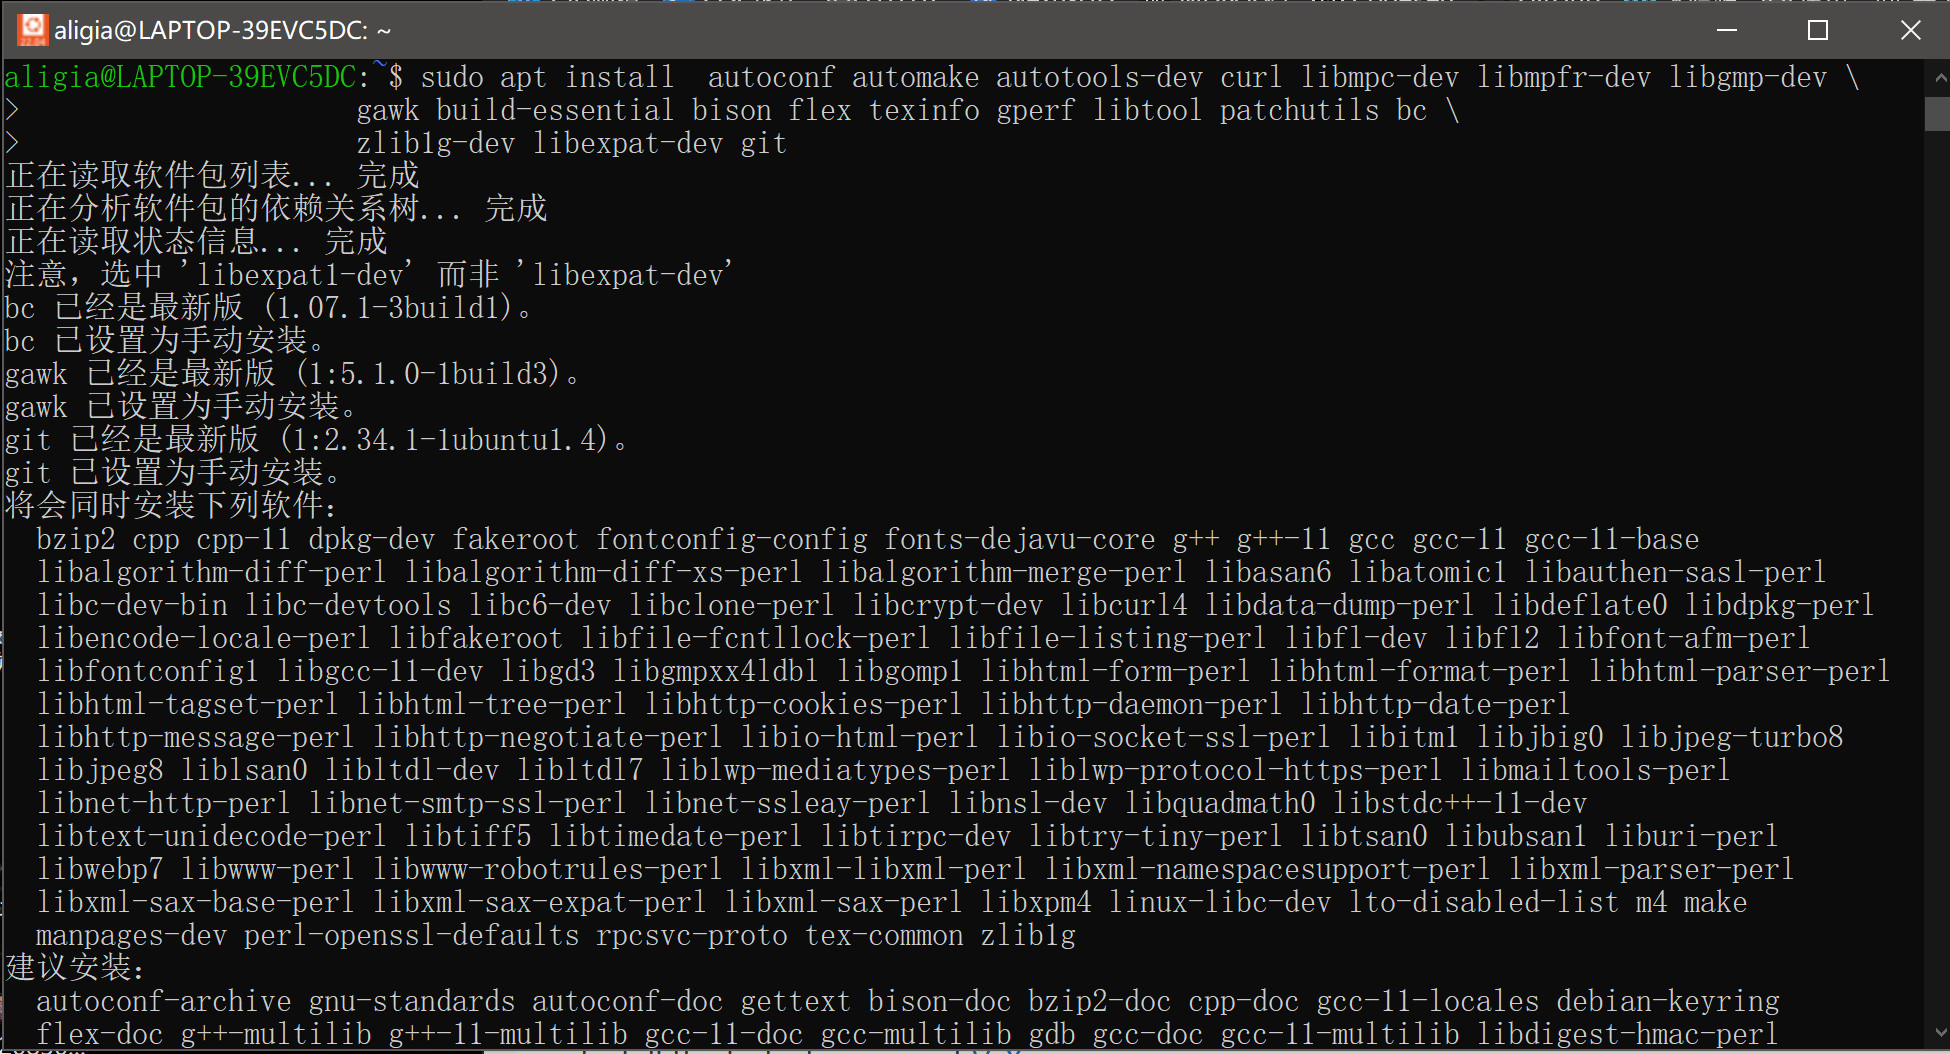 aligia@LAPTOP-39EVC5DC: ~
aligia@LAPTOP-39EVC5DC:~$ sudo apt install  autoconf automake autotools-dev curl libmpc-dev libmpfr-dev libgmp-dev \
>                     gawk build-essential bison flex texinfo gperf libtool patchutils bc \
>                     zlib1g-dev libexpat-dev git
正在读取软件包列表... 完成
正在分析软件包的依赖关系树... 完成
正在读取状态信息... 完成
注意，选中 'libexpat1-dev' 而非 'libexpat-dev'
bc 已经是最新版 (1.07.1-3build1)。
bc 已设置为手动安装。
gawk 已经是最新版 (1:5.1.0-1build3)。
gawk 已设置为手动安装。
git 已经是最新版 (1:2.34.1-1ubuntu1.4)。
git 已设置为手动安装。
将会同时安装下列软件：
  bzip2 cpp cpp-11 dpkg-dev fakeroot fontconfig-config fonts-dejavu-core g++ g++-11 gcc gcc-11 gcc-11-base
  libalgorithm-diff-perl libalgorithm-diff-xs-perl libalgorithm-merge-perl libasan6 libatomic1 libauthen-sasl-perl
  libc-dev-bin libc-devtools libc6-dev libclone-perl libcrypt-dev libcurl4 libdata-dump-perl libdeflate0 libdpkg-perl
  libencode-locale-perl libfakeroot libfile-fcntllock-perl libfile-listing-perl libfl-dev libfl2 libfont-afm-perl
  libfontconfig1 libgcc-11-dev libgd3 libgmpxx4ldbl libgomp1 libhtml-form-perl libhtml-format-perl libhtml-parser-perl
  libhtml-tagset-perl libhtml-tree-perl libhttp-cookies-perl libhttp-daemon-perl libhttp-date-perl
  libhttp-message-perl libhttp-negotiate-perl libio-html-perl libio-socket-ssl-perl libitm1 libjbig0 libjpeg-turbo8
  libjpeg8 liblsan0 libltdl-dev libltdl7 liblwp-mediatypes-perl liblwp-protocol-https-perl libmailtools-perl
  libnet-http-perl libnet-smtp-ssl-perl libnet-ssleay-perl libnsl-dev libquadmath0 libstdc++-11-dev
  libtext-unidecode-perl libtiff5 libtimedate-perl libtirpc-dev libtry-tiny-perl libtsan0 libubsan1 liburi-perl
  libwebp7 libwww-perl libwww-robotrules-perl libxml-libxml-perl libxml-namespacesupport-perl libxml-parser-perl
  libxml-sax-base-perl libxml-sax-expat-perl libxml-sax-perl libxpm4 linux-libc-dev lto-disabled-list m4 make
  manpages-dev perl-openssl-defaults rpcsvc-proto tex-common zlib1g
建议安装：
  autoconf-archive gnu-standards autoconf-doc gettext bison-doc bzip2-doc cpp-doc gcc-11-locales debian-keyring
  flex-doc g++-multilib g++-11-multilib gcc-11-doc gcc-multilib gdb gcc-doc gcc-11-multilib libdigest-hmac-perl